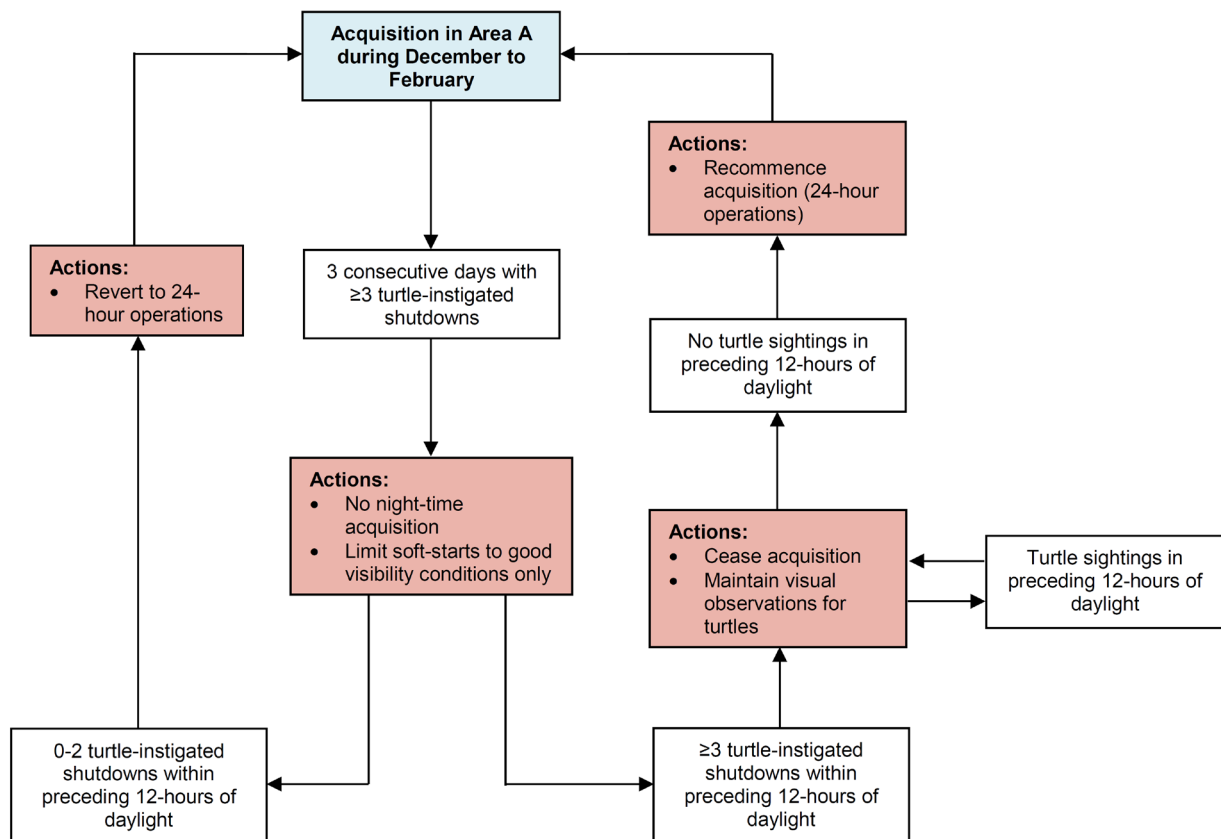 Acquisition in Area A
during December to
February
Actions:
• Recommence
acquisition (24-hour
operations)
Actions:
• Revert to 24-
hour operations
3 consecutive days with
≥3 turtle-instigated
shutdowns
No turtle sightings in
preceding 12-hours of
daylight
Actions:
• No night-time
acquisition
• Limit soft-starts to good
visibility conditions only
Actions:
• Cease acquisition
• Maintain visual
observations for
turtles
Turtle sightings in
preceding 12-hours of
daylight
0-2 turtle-instigated
shutdowns within
preceding 12-hours of
daylight
≥3 turtle-instigated
shutdowns within
preceding 12-hours of
daylight